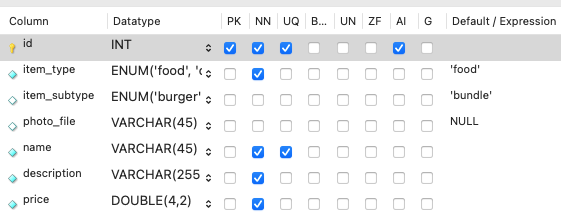 Column Datatype PK NN UQ B... UN ZF AI G Default / Expression
id INT
item_type ENUM('food', 'c 'food'
item_subtype ENUM('burger' 'bundle'
photo_file VARCHAR(45) NULL
name VARCHAR(45)
description VARCHAR(255
price DOUBLE(4,2)